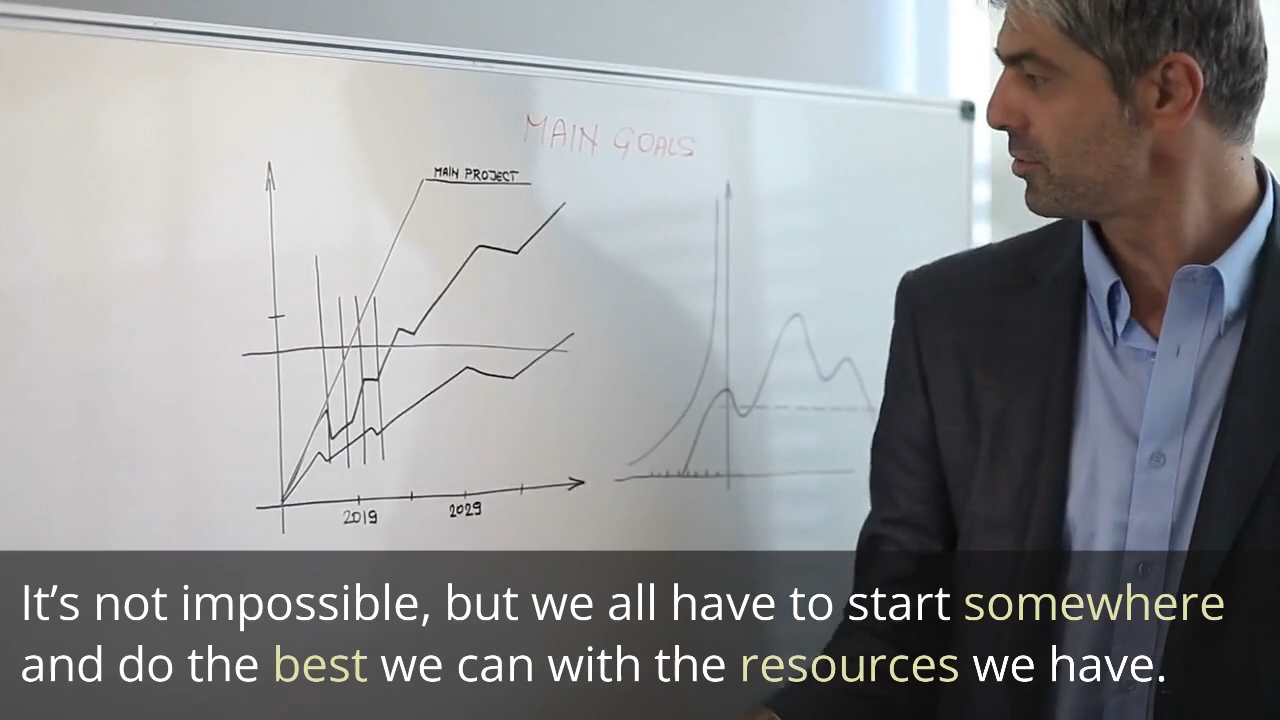 MAIN GOALS
MAIN PROJECT
2019
2029
It’s not impossible, but we all have to start somewhere
and do the best we can with the resources we have.